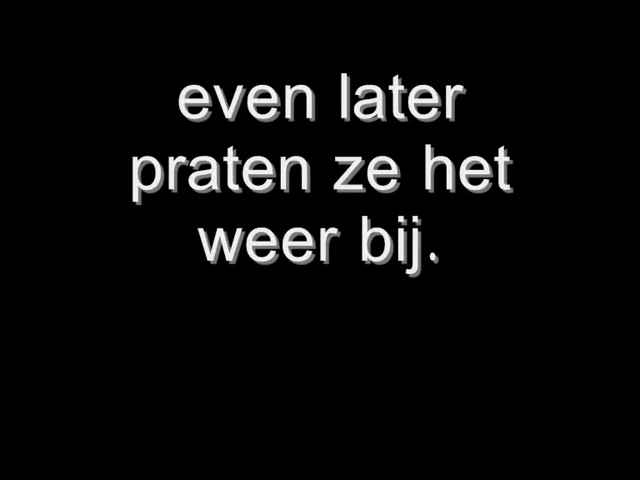 even later
praten ze het
weer bij.